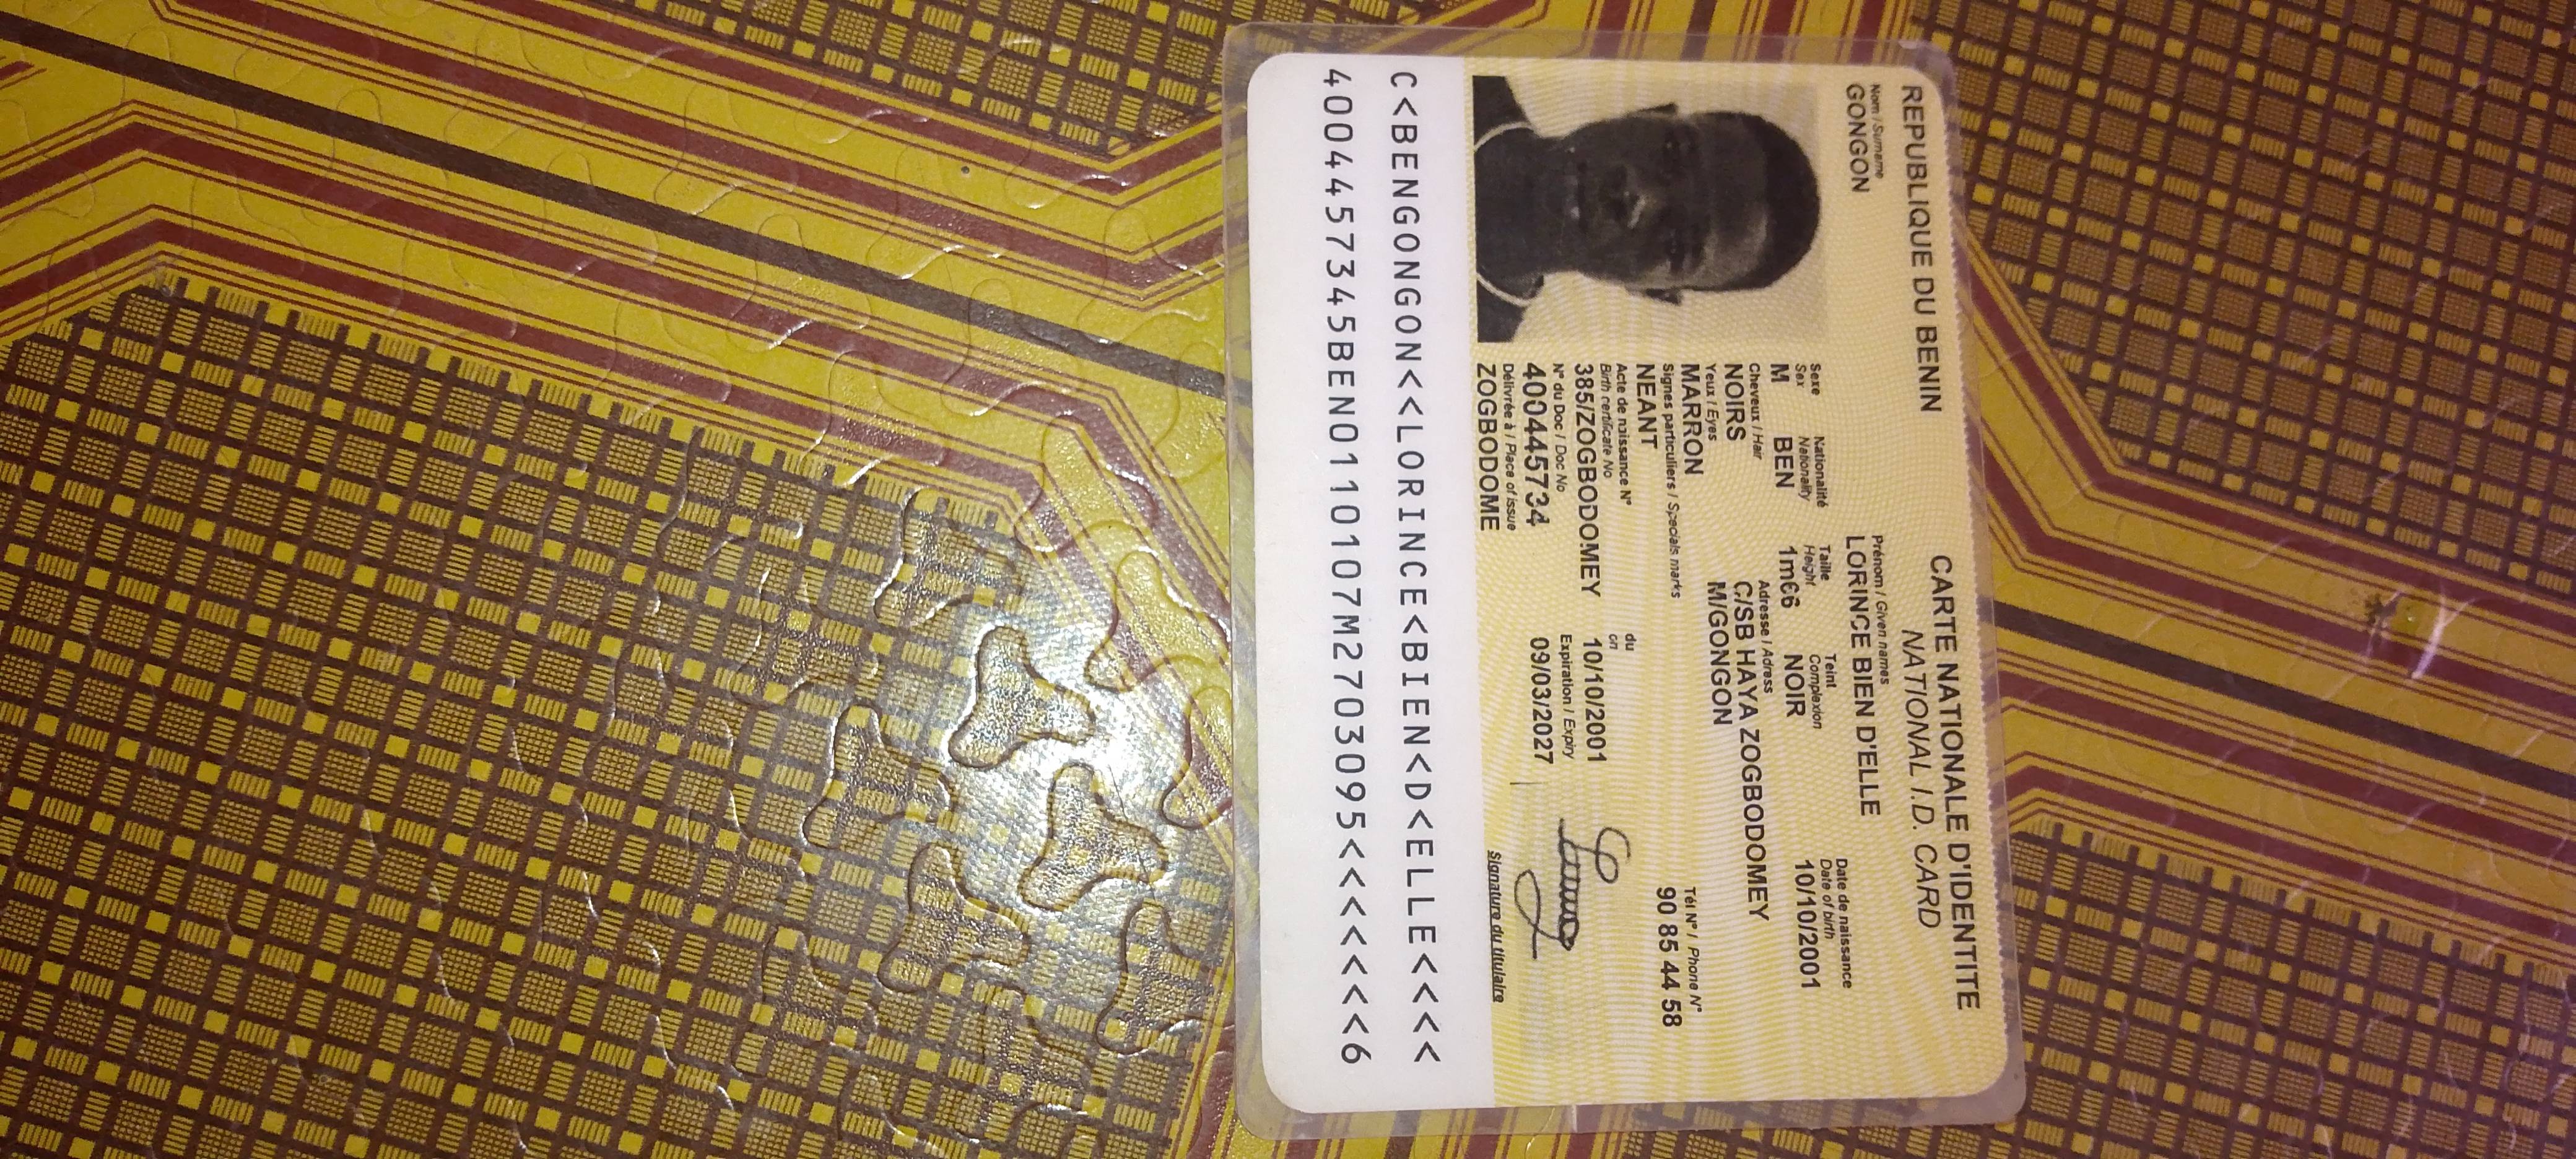 REPUBLIQUE DU BENIN
CARTE NATIONALE D'IDENTITE
NATIONAL I.D. CARD
Nom / Surname
GONGON
Prénom / Given names
LORINCE BIEN D'ELLE
Sexe Nationalité Taille Teint Date de naissance
Sex Nationality Height Complexion Date of birth
M BEN 1m66 NOIR 10/10/2001
Cheveux / Hair
NOIRS
Adresse / Adress
C/SB HAYA ZOGBODOMEY
M/GONGON
Yeux / Eyes
MARRON
Signes particuliers / Specials marks
NEANT
Tél N° / Phone N°
90 85 44 58
Acte de naissance N° du
Birth certificate No on
385/ZOGBODOMEY 10/10/2001
N° du Doc / Doc No Expiration / Expiry
400445734 09/03/2027
Délivrée à / Place of issue
ZOGBODOME
Signature du titulaire
C<BENGONGON<<LORINCE<BIEN<D<ELLE<<<<
4004457345BEN0110107M2703095<<<<<<<6